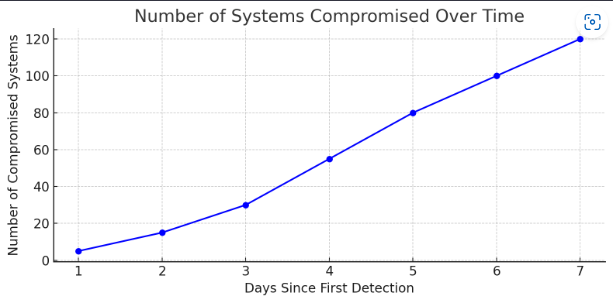 Number of Systems Compromised Over Time
Number of Compromised Systems
120
100
80
60
40
20
0
1 2 3 4 5 6 7
Days Since First Detection